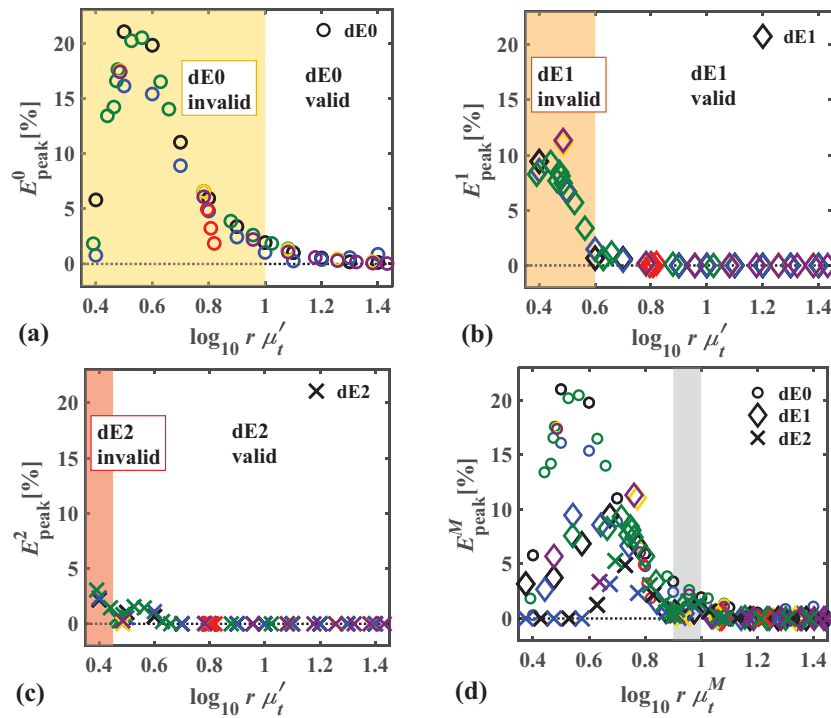 dE0
dE0
invalid
dE0
valid
E^0_peak[%]
20
15
10
5
0
0.4 0.6 0.8 1 1.2 1.4
log10 r μ't
(a)
dE1
dE1
invalid
dE1
valid
E^1_peak[%]
20
15
10
5
0
0.4 0.6 0.8 1 1.2 1.4
log10 r μ't
(b)
dE2
dE2
invalid
dE2
valid
E^2_peak[%]
20
15
10
5
0
0.4 0.6 0.8 1 1.2 1.4
log10 r μ't
(c)
dE0
dE1
dE2
E^M_peak[%]
20
15
10
5
0
0.4 0.6 0.8 1 1.2 1.4
log10 r μ^M_t
(d)